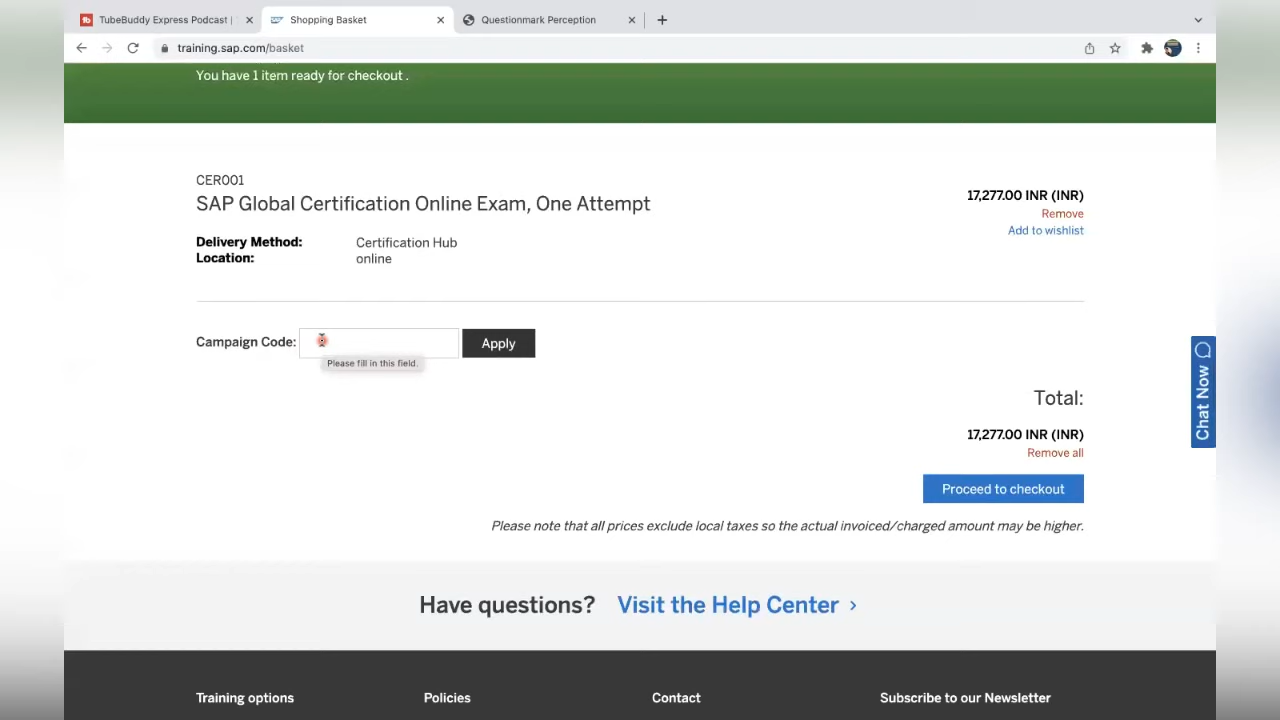 TubeBuddy Express Podcast |
Shopping Basket
Questionmark Perception
training.sap.com/basket
You have 1 item ready for checkout .
CER001
SAP Global Certification Online Exam, One Attempt
17,277.00 INR (INR)
Remove
Add to wishlist
Delivery Method: Certification Hub
Location: online
Campaign Code: Apply
Please fill in this field.
Chat Now
Total:
17,277.00 INR (INR)
Remove all
Proceed to checkout
Please note that all prices exclude local taxes so the actual invoiced/charged amount may be higher.
Have questions? Visit the Help Center ›
Training options Policies Contact Subscribe to our Newsletter